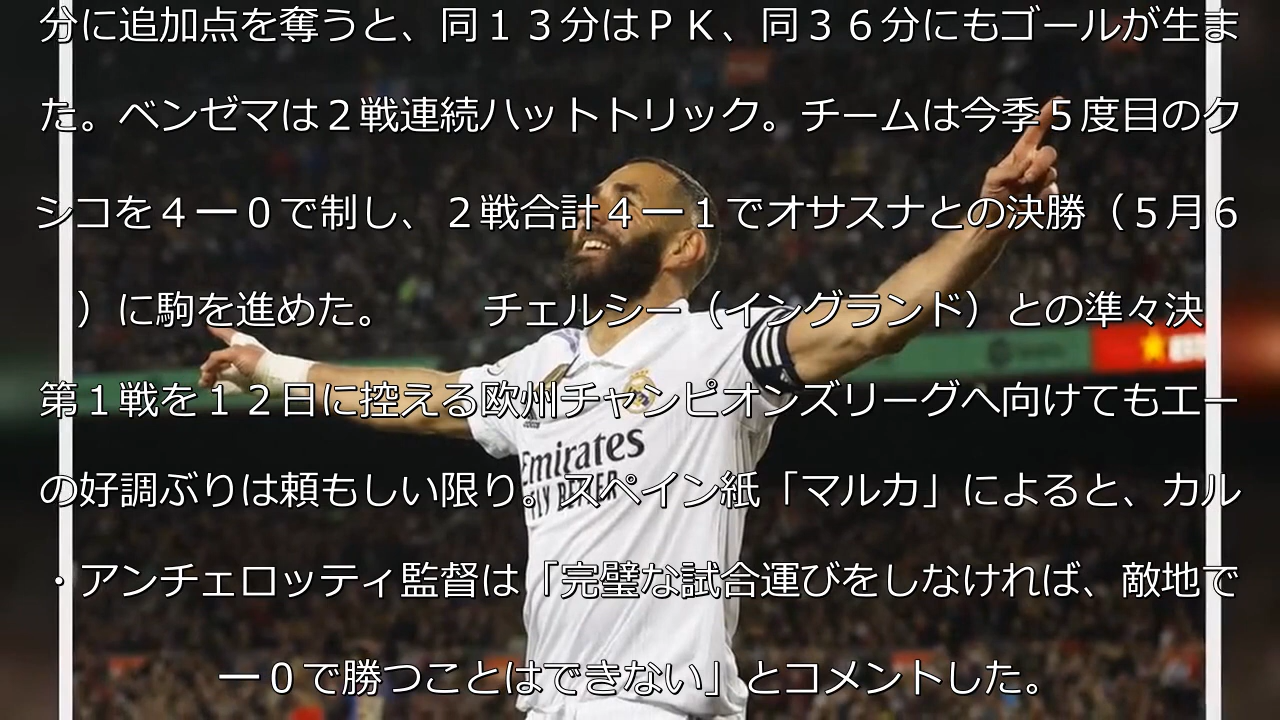 分に追加点を奪うと、同１３分はＰＫ、同３６分にもゴールが生ま
た。ベンゼマは２戦連続ハットトリック。チームは今季５度目のク
シコを４ー０で制し、２戦合計４ー１でオサスナとの決勝（５月６
）に駒を進めた。　　チェルシー（イングランド）との準々決
第１戦を１２日に控える欧州チャンピオンズリーグへ向けてもエー
の好調ぶりは頼もしい限り。スペイン紙「マルカ」によると、カル
・アンチェロッティ監督は「完璧な試合運びをしなければ、敵地で
ー０で勝つことはできない」とコメントした。
Emirates
FLY BETTER